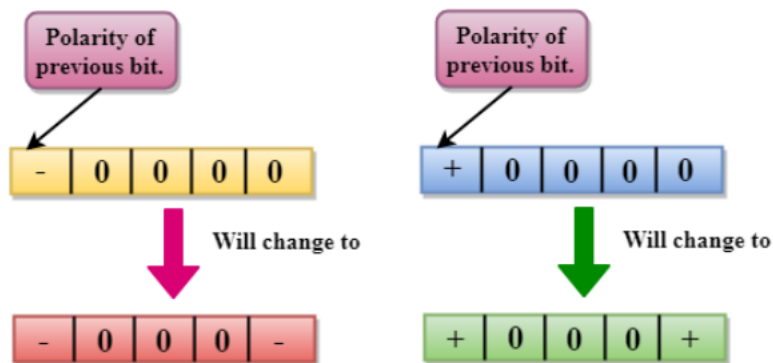 Polarity of
previous bit.
Polarity of
previous bit.
- 0 0 0 0
+ 0 0 0 0
Will change to
Will change to
- 0 0 0 -
+ 0 0 0 +